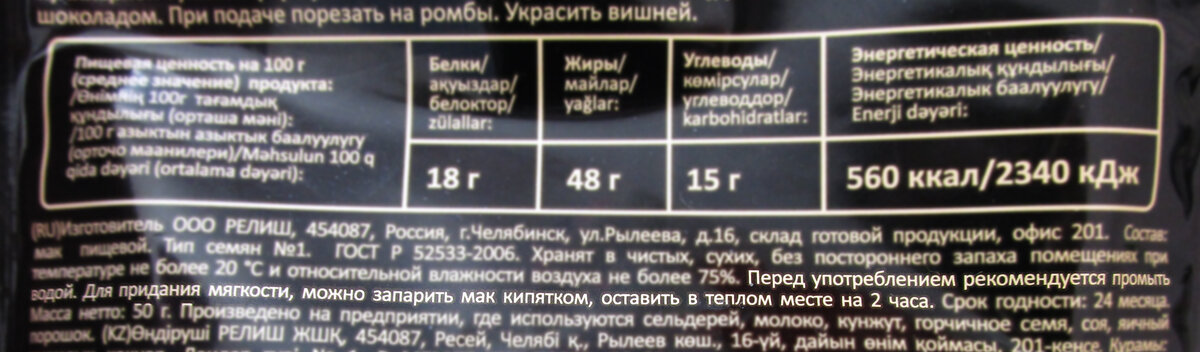 шоколадом. При подаче порезать на ромбы. Украсить вишней.
Пищевая ценность на 100 г
(среднее значение) продукта:
/Өнімнің 100г тағамдық
құндылығы (орташа мәні):
/100 г азыктын азыктык баалуулугу
(орточо маанилери)/Məhsulun 100 q
qida dəyəri (ortalama dəyəri):
Белки/
ақуыздар/
белоктор/
zülallar:
Жиры/
майлар/
yağlar:
Углеводы/
көмірсулар/
углеводдор/
karbohidratlar:
Энергетическая ценность/
Энергетикалық құндылығы/
Энергетикалык баалуулугу/
Enerji dəyəri:
18 г
48 г
15 г
560 ккал/2340 кДж
(RU)Изготовитель ООО РЕЛИШ, 454087, Россия, г.Челябинск, ул.Рылеева, д.16, склад готовой продукции, офис 201. Состав:
мак пищевой. Тип семян №1. ГОСТ Р 52533-2006. Хранят в чистых, сухих, без постороннего запаха помещениях при
температуре не более 20 °С и относительной влажности воздуха не более 75%. Перед употреблением рекомендуется промыть
водой. Для придания мягкости, можно запарить мак кипятком, оставить в теплом месте на 2 часа. Срок годности: 24 месяца.
Масса нетто: 50 г. Произведено на предприятии, где используются сельдерей, молоко, кунжут, горчичное семя, соя, яичный
порошок. (KZ)Өндіруші РЕЛИШ ЖШҚ, 454087, Ресей, Челябі қ., Рылеев көш., 16-үй, дайын өнім қоймасы, 201-кеңсе. Құрамы: